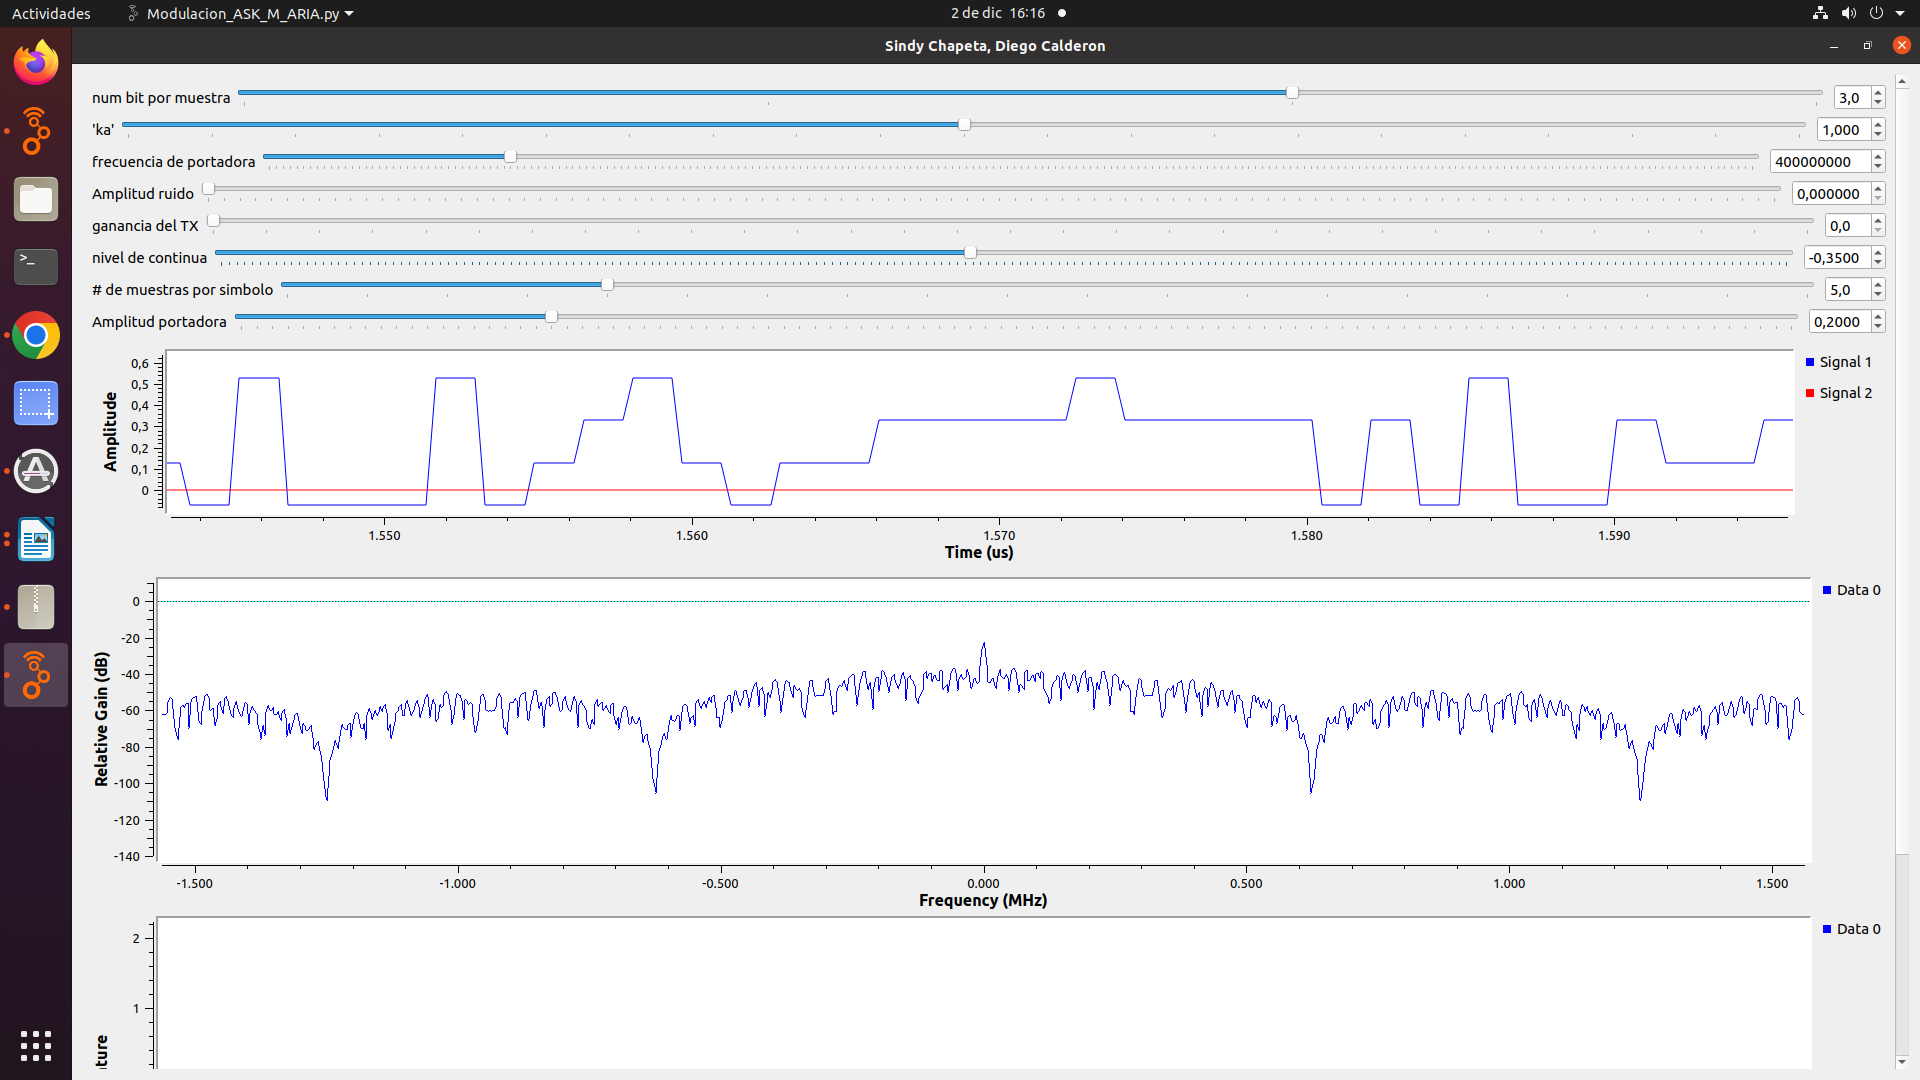 Actividades
Modulacion_ASK_M_ARIA.py
2 de dic 16:16
Sindy Chapeta, Diego Calderon
num bit por muestra
3,0
'ka'
1,000
frecuencia de portadora
400000000
Amplitud ruido
0,000000
ganancia del TX
0,0
nivel de continua
-0,3500
# de muestras por simbolo
5,0
Amplitud portadora
0,2000
Amplitude
0,6
0,5
0,4
0,3
0,2
0,1
0
Signal 1
Signal 2
1.550
1.560
1.570
1.580
1.590
Time (us)
Relative Gain (dB)
0
-20
-40
-60
-80
-100
-120
-140
Data 0
-1.500
-1.000
-0.500
0.000
0.500
1.000
1.500
Frequency (MHz)
2
1
ture
Data 0